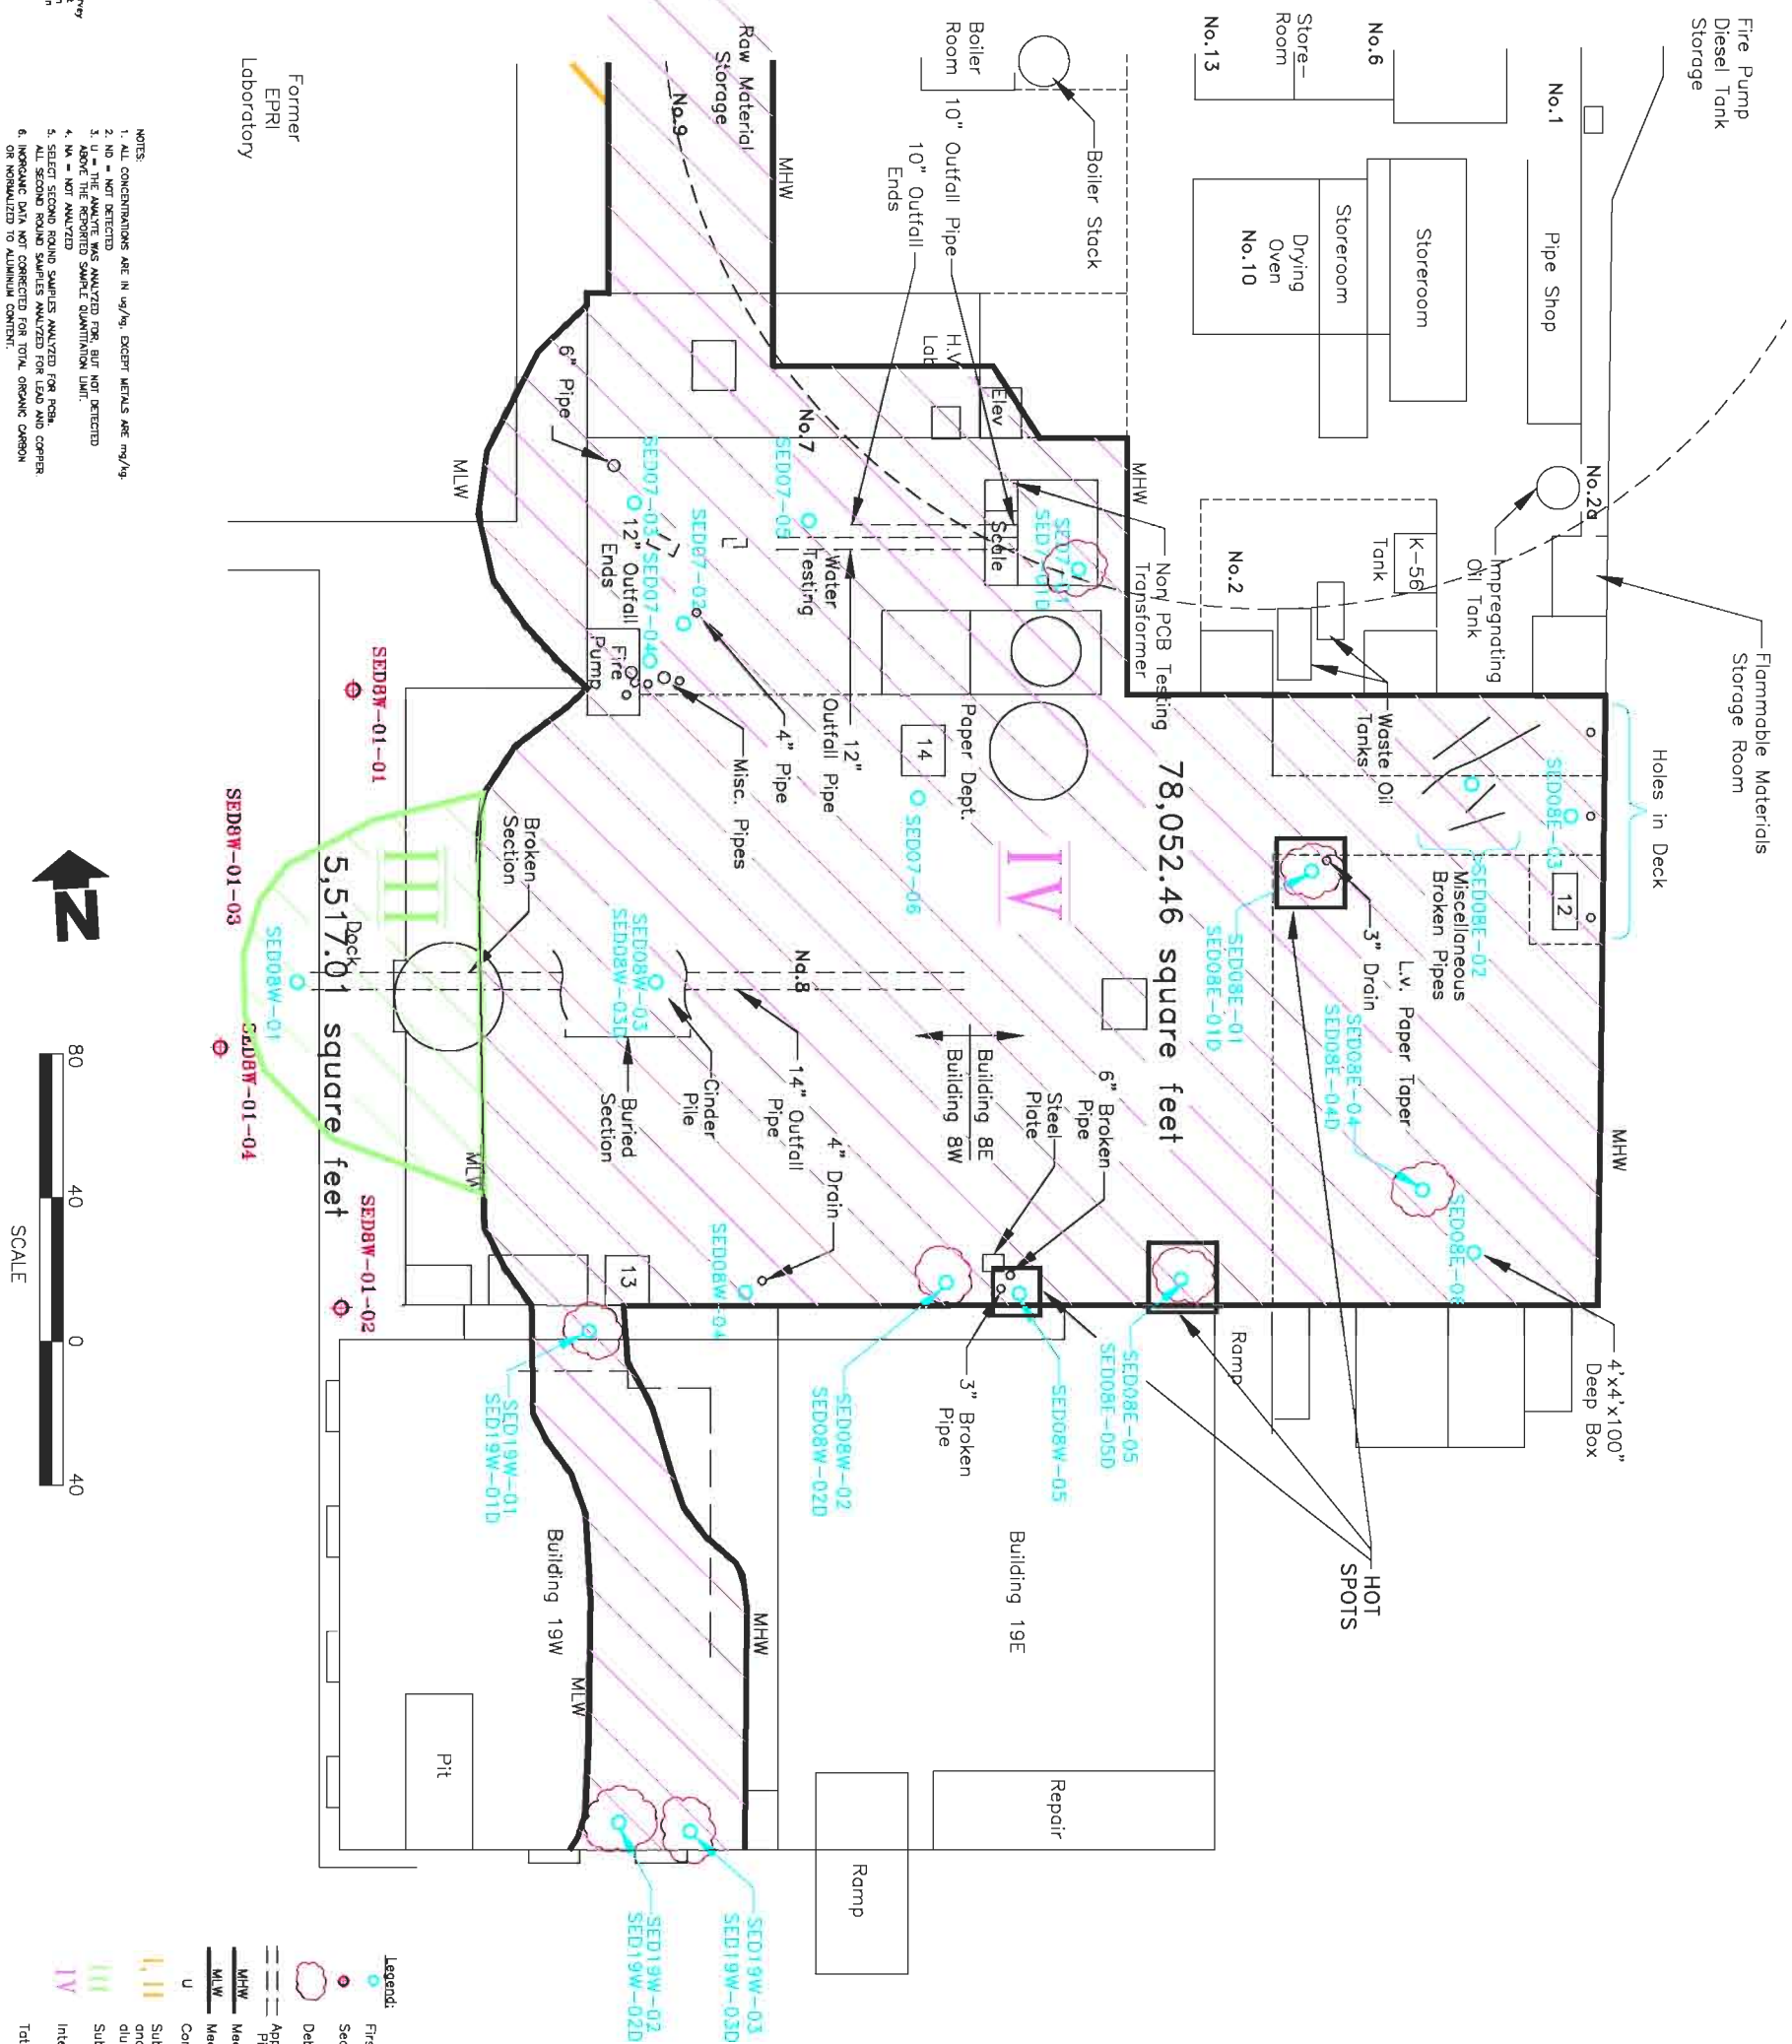 Fire Pump
Diesel Tank
Storage
No.1
Pipe Shop
No.6
Store-
Room
No.13
Storeroom
Storeroom
Drying
Oven
No.10
No.2a
Impregnating
Oil Tank
K-56
Tank
No.2
Flammable Materials
Storage Room
Holes in Deck
Waste Oil
Tanks
Boiler Stack
Boiler
Room
10" Outfall Pipe
10" Outfall
Ends
Raw Material
Storage
No.9
MHW
H.V.
Lab
Elev
MHW
Non PCB Testing
Transformer
Scale
SED7-01
SED7-01D
No.7
SED07-05
Water
Testing
6" Pipe
SED07-03
SED07-02
12" Outfall
Ends
SED07-04
Fire
Pump
MLW
Misc. Pipes
4" Pipe
12"
Outfall Pipe
Paper Dept.
14
SED07-06
IV
78,052.46 square feet
SED08E-03
12
SED08E-02
Miscellaneous
Broken Pipes
3" Drain
L.v. Paper Taper
SED08E-01
SED08E-01D
SED08E-04
SED08E-04D
MHW
4'x4'x100"
Deep Box
Ramp
HOT
SPOTS
SED08E-05
SED08E-05D
SED08W-05
3" Broken
Pipe
6" Broken
Pipe
Steel
Plate
Building 8E
Building 8W
SED08W-02
SED08W-02D
No.8
14" Outfall
Pipe
4" Drain
Cinder
Pile
Buried
Section
SED08W-03
SED08W-03D
SED08W-04
13
Broken
Section
III
Dock
5,517.01 square feet
SED08W-01
MLW
SED8W-01-01
SED8W-01-03
SED8W-01-04
SED8W-01-02
SED19W-01
SED19W-01D
Building 19W
Building 19E
MHW
MLW
Pit
Repair
Ramp
SED19W-03
SED19W-03D
SED19W-02
SED19W-02D
Former
EPRI
Laboratory
N
80
40
0
40
SCALE
NOTES:
1. ALL CONCENTRATIONS ARE IN ug/kg, EXCEPT METALS ARE mg/kg.
2. ND = NOT DETECTED
3. U = THE ANALYTE WAS ANALYZED FOR, BUT NOT DETECTED
ABOVE THE REPORTED SAMPLE QUANTITATION LIMIT.
4. NA = NOT ANALYZED
5. SELECT SECOND ROUND SAMPLES ANALYZED FOR PCBs.
ALL SECOND ROUND SAMPLES ANALYZED FOR LEAD AND COPPER.
6. INORGANIC DATA NOT CORRECTED FOR TOTAL ORGANIC CARBON
OR NORMALIZED TO ALUMINUM CONTENT.
Legend:
MHW
MLW
U
I, II
III
IV